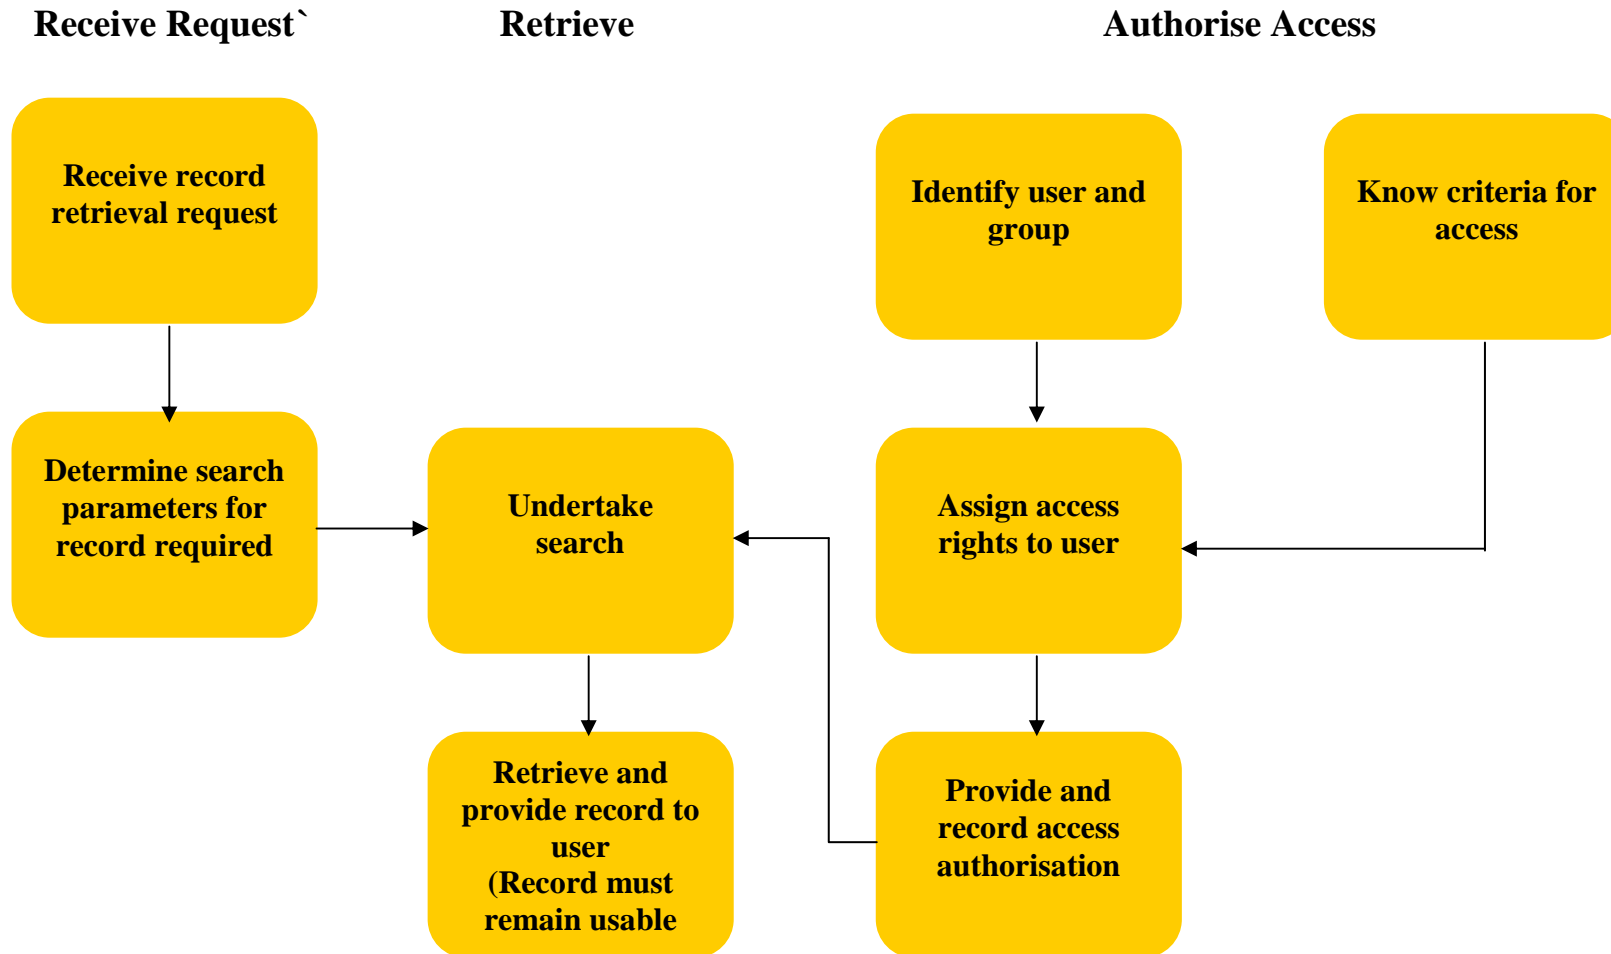 Receive Request`
Retrieve
Authorise Access
Receive record
retrieval request
Identify user and
group
Know criteria for
access
Determine search
parameters for
record required
Undertake
search
Assign access
rights to user
Retrieve and
provide record to
user
(Record must
remain usable
Provide and
record access
authorisation